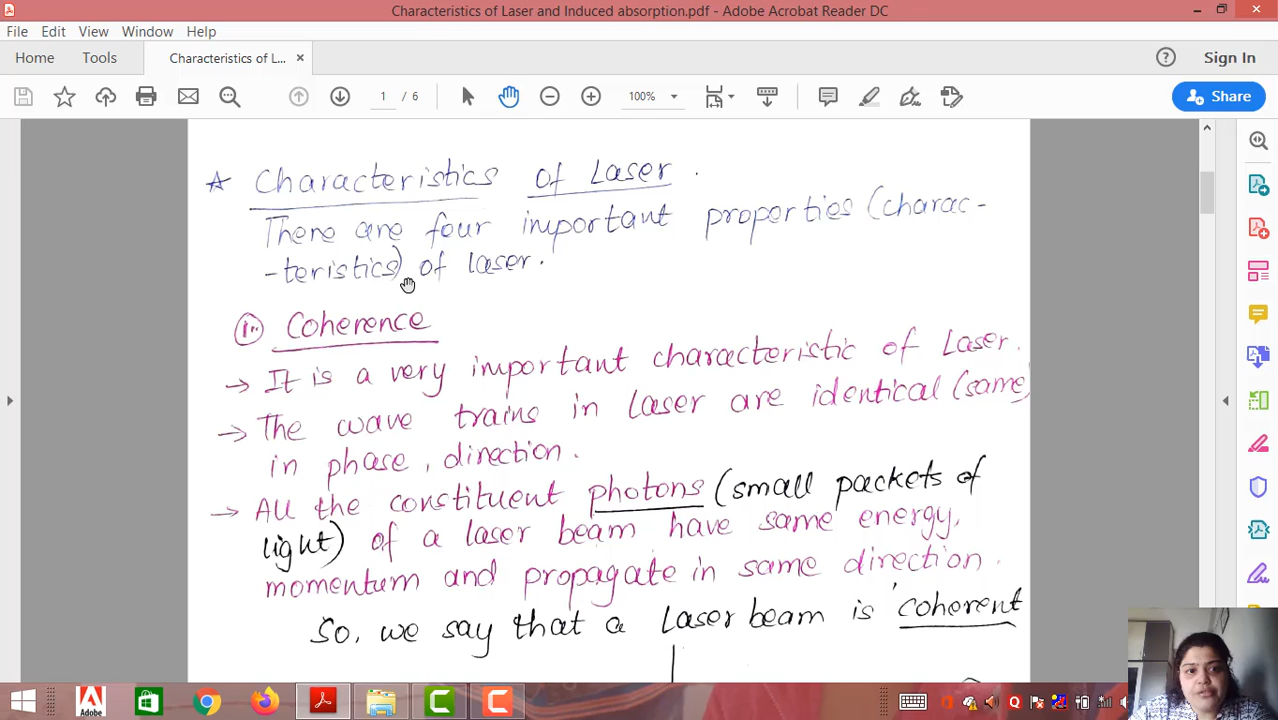 Characteristics of Laser and Induced absorption.pdf - Adobe Acrobat Reader DC
File Edit View Window Help
Home Tools Characteristics of L... × Sign In
1 / 6 100% Share
Characteristics of Laser.
There are four important properties (charac-
-teristics) of laser.
(i) Coherence
→ It is a very important characteristic of Laser.
→ The wave trains in laser are identical (same)
in phase, direction.
→ All the constituent photons (small packets of
light) of a laser beam have same energy,
momentum and propagate in same direction.
So, we say that a laser beam is 'coherent
Adobe